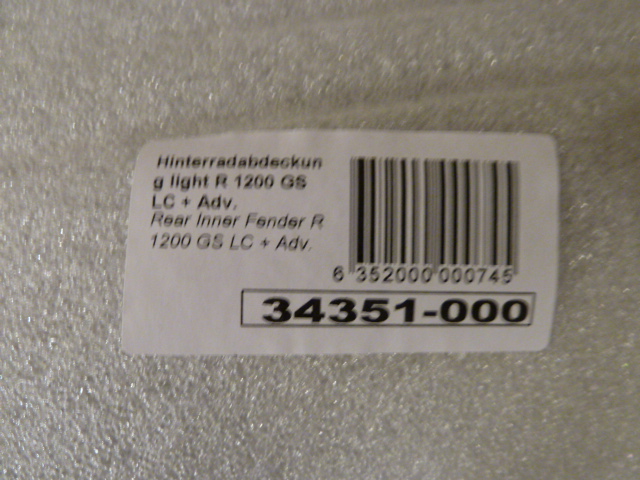 Hinterradabdeckun
g light R 1200 GS
LC + Adv.
Rear Inner Fender R
1200 GS LC + Adv.
6 352000 000745
34351-000